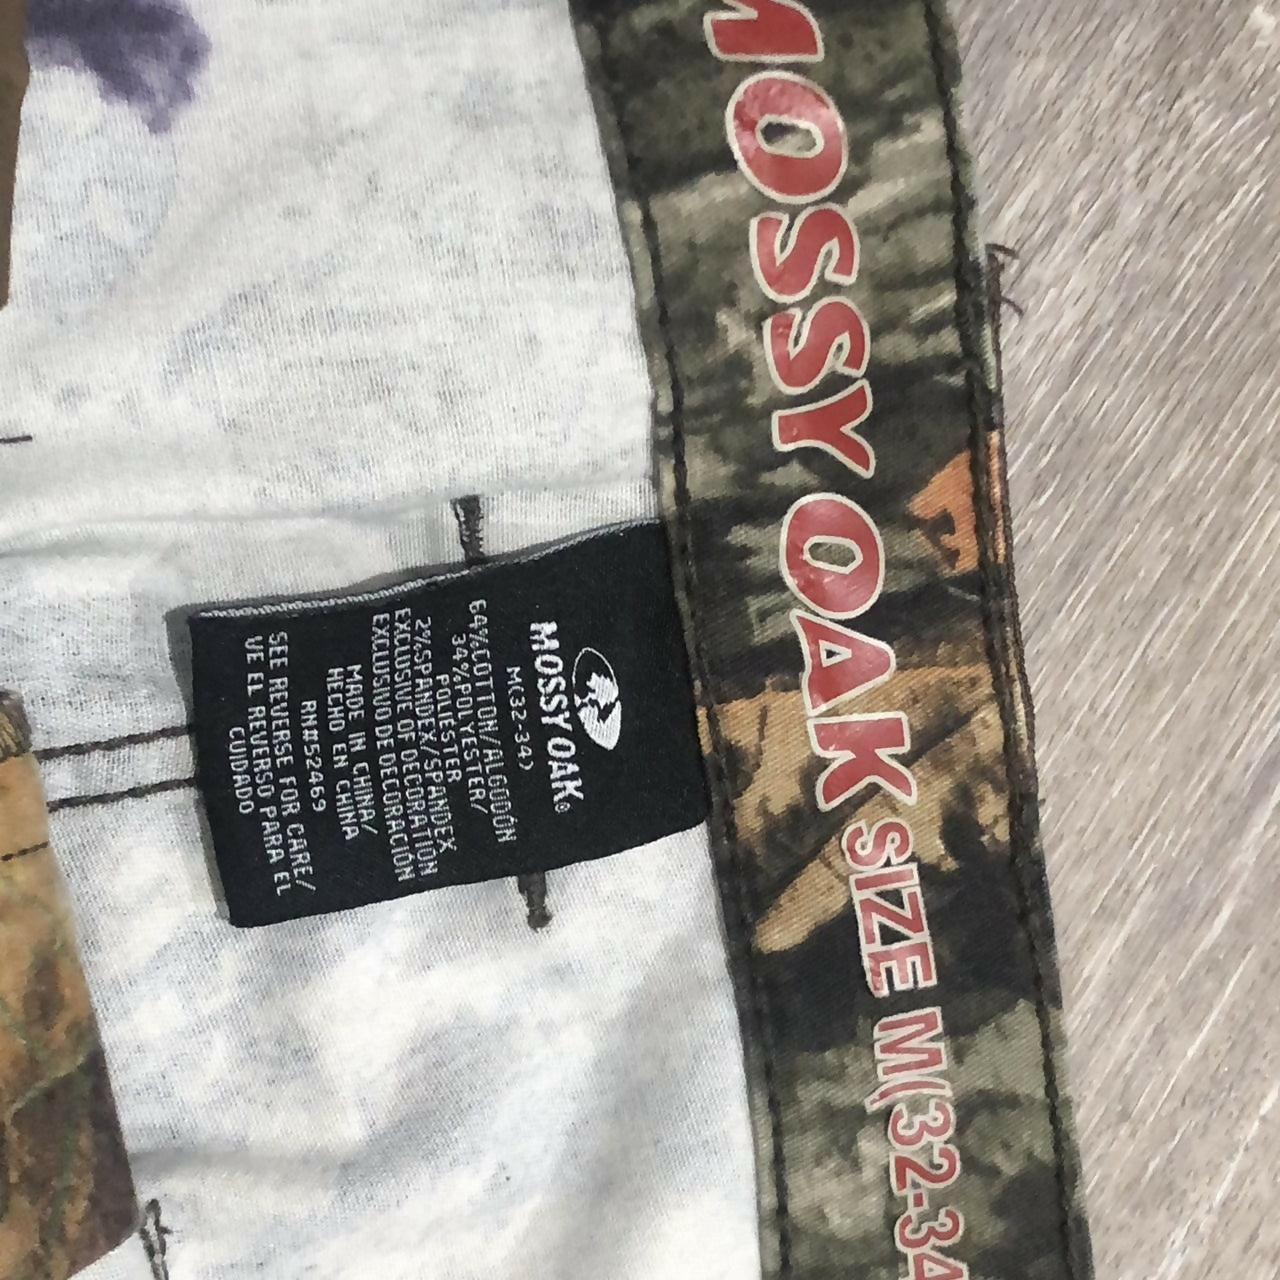 MOSSY OAK SIZE M(32-34
MOSSY OAK®
M(32-34)
64%COTTON/ALGODÓN
34%POLYESTER/
POLIÉSTER
2%SPANDEX/SPANDEX
EXCLUSIVE OF DECORATION
EXCLUSIVO DE DECORACIÓN
MADE IN CHINA/
HECHO EN CHINA
RN#52469
SEE REVERSE FOR CARE/
VE EL REVERSO PARA EL
CUIDADO